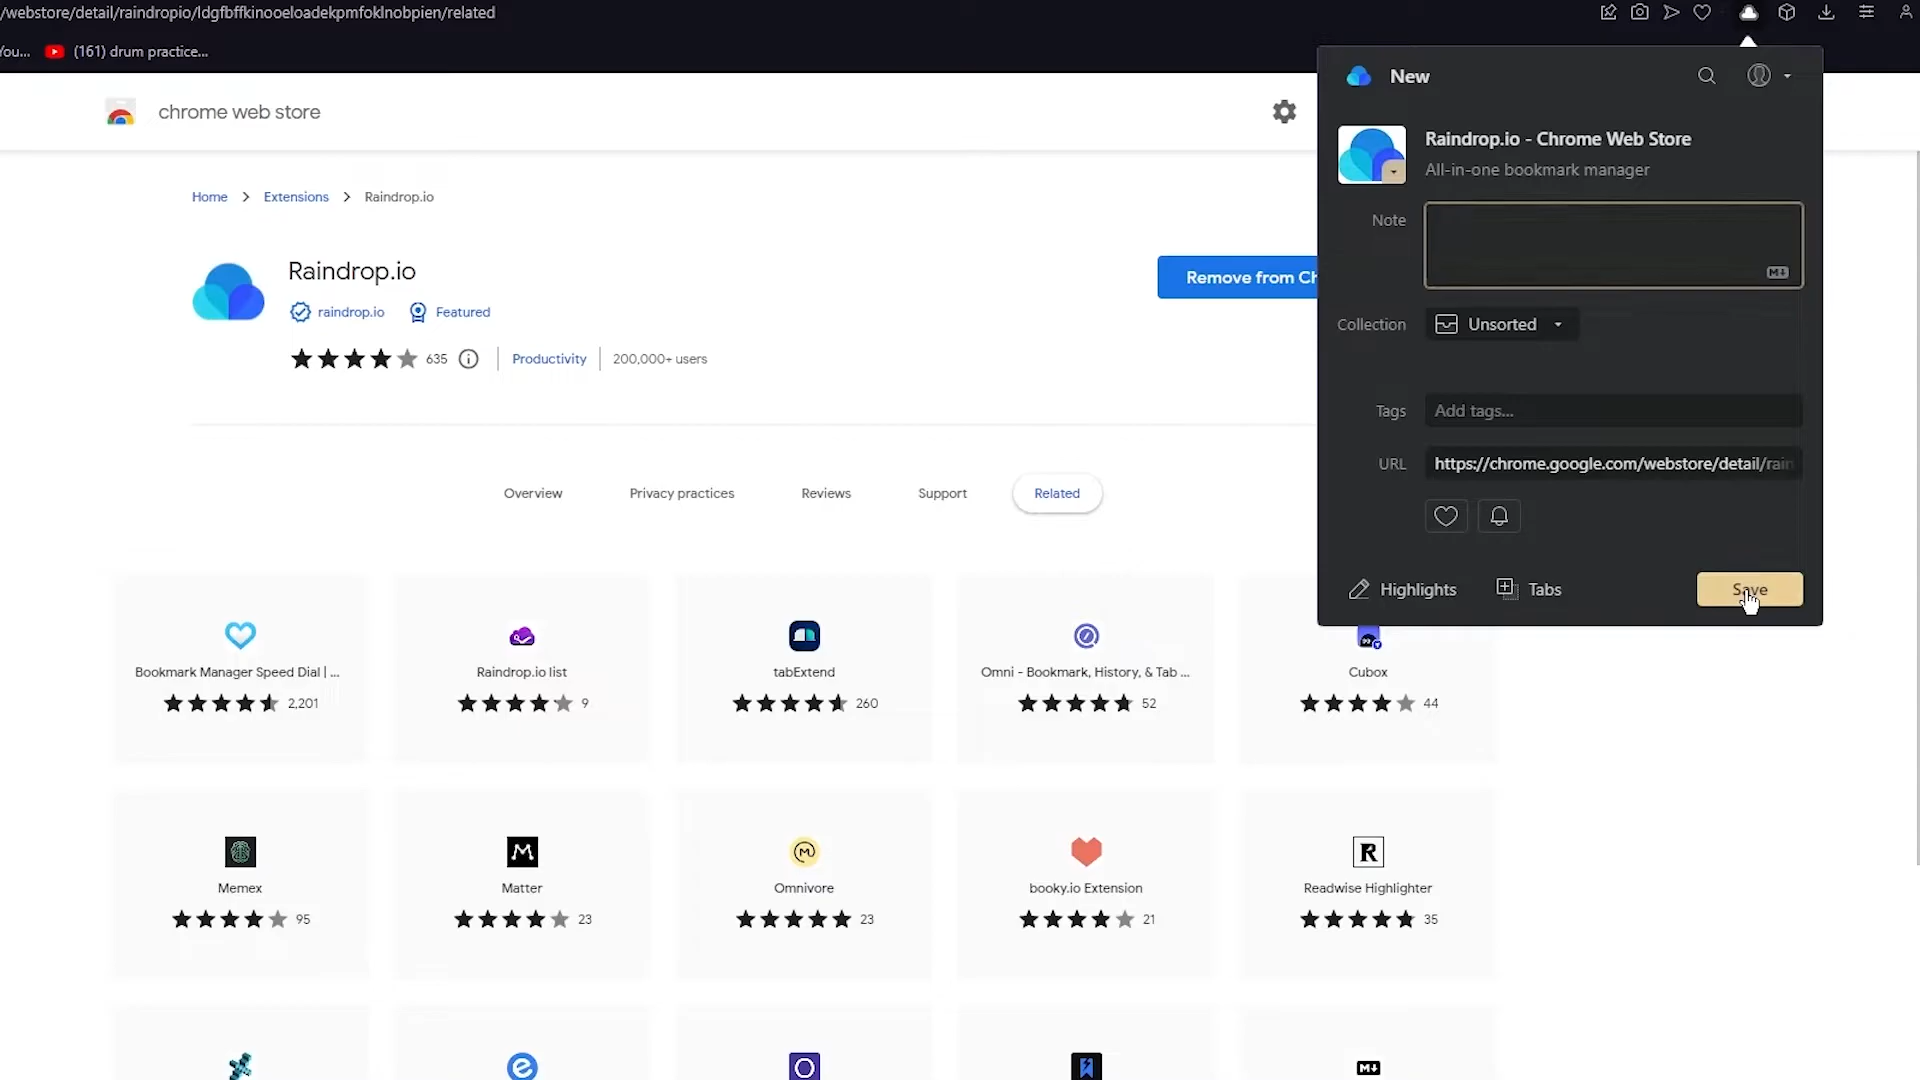 /webstore/detail/raindropio/ldgfbffkinooeloadekpmfoklnobpien/related
You...
(161) drum practice...
chrome web store
Home
Extensions
Raindrop.io
Raindrop.io
raindrop.io
Featured
635
Productivity
200,000+ users
Remove from Ch
Overview
Privacy practices
Reviews
Support
Related
Bookmark Manager Speed Dial | ...
2,201
Raindrop.io list
9
tabExtend
260
Omni - Bookmark, History, & Tab ...
52
Cubox
44
Memex
95
Matter
23
Omnivore
23
booky.io Extension
21
Readwise Highlighter
35
New
Raindrop.io - Chrome Web Store
All-in-one bookmark manager
Note
M↓
Collection
Unsorted
Tags
Add tags...
URL
https://chrome.google.com/webstore/detail/rain
Highlights
Tabs
Save